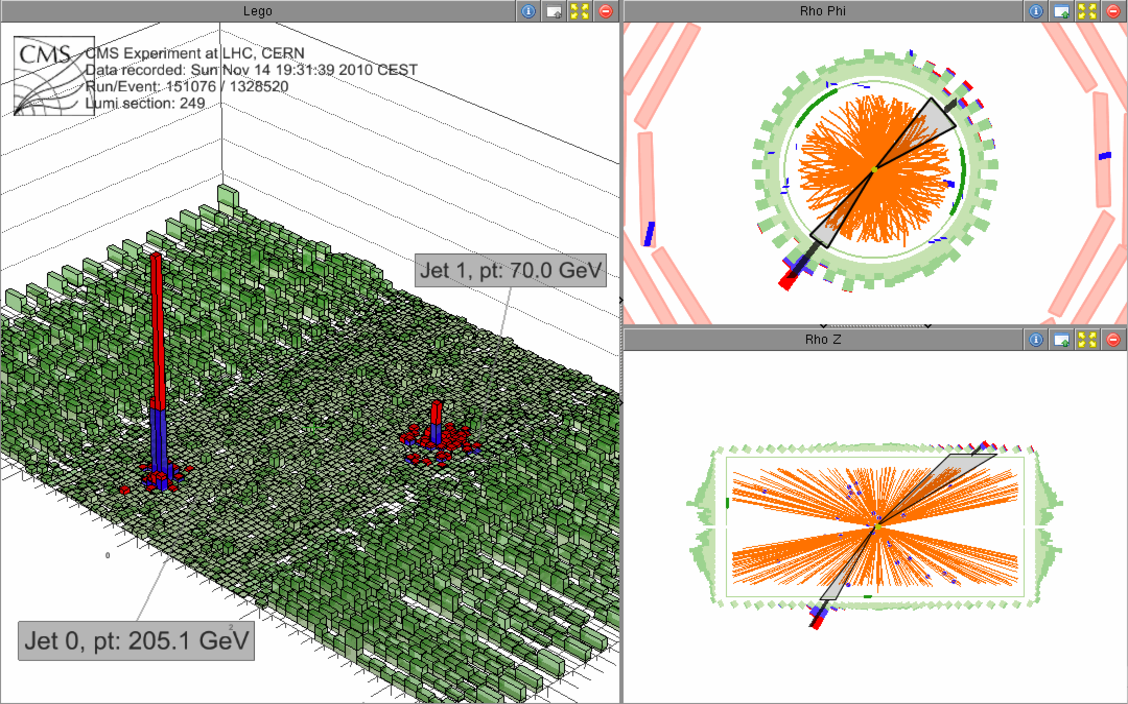 Lego
CMS
CMS Experiment at LHC, CERN
Data recorded: Sun Nov 14 19:31:39 2010 CEST
Run/Event: 151076 / 1328520
Lumi section: 249
Jet 1, pt: 70.0 GeV
0
2
Jet 0, pt: 205.1 GeV
Rho Phi
Rho Z